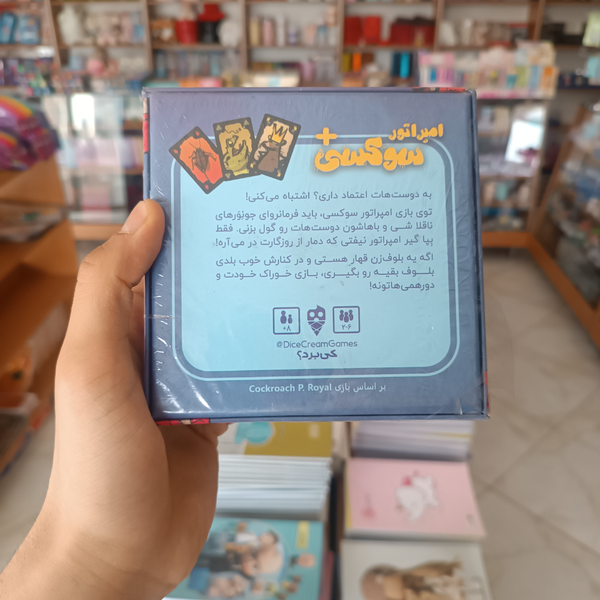 امپراتور
سوکسی+
به دوست‌هات اعتماد داری؟ اشتباه می‌کنی!
توی بازی امپراتور سوکسی، باید فرمانروای جونِوَرهای
ناقلا شی و باهاشون دوست‌هات رو گول بزنی. فقط
بپا گیر امپراتور نیفتی که دمار از روزگارت در می‌آره!
اگه یه بلوف‌زن قهار هستی و در کنارش خوب بلدی
بلوف بقیه رو بگیری، بازی خوراک خودت و
دورهمی‌هاتونه!
+۸
۲-۶
@DiceCreamGames
کی‌برد؟
بر اساس بازی Cockroach P. Royal